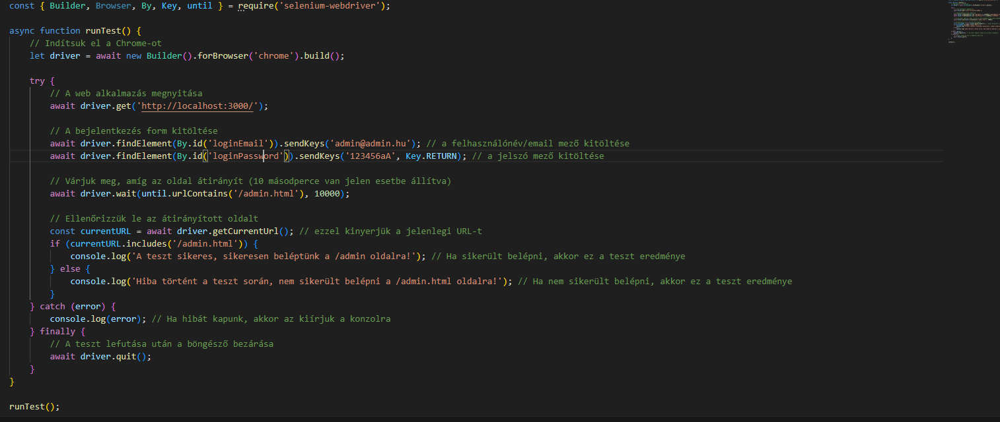 const { Builder, Browser, By, Key, until } = require('selenium-webdriver');
async function runTest() {
// Indítsuk el a Chrome-ot
let driver = await new Builder().forBrowser('chrome').build();
try {
// A web alkalmazás megnyitása
await driver.get('http://localhost:3000/');
// A bejelentkezés form kitöltése
await driver.findElement(By.id('loginEmail')).sendKeys('admin@admin.hu'); // a felhasználónév/email mező kitöltése
await driver.findElement(By.id('loginPassword')).sendKeys('123456aA', Key.RETURN); // a jelszó mező kitöltése
// Várjuk meg, amíg az oldal átirányít (10 másodperce van jelen esetbe állítva)
await driver.wait(until.urlContains('/admin.html'), 10000);
// Ellenőrizzük le az átirányított oldalt
const currentURL = await driver.getCurrentUrl(); // ezzel kinyerjük a jelenlegi URL-t
if (currentURL.includes('/admin.html')) {
console.log('A teszt sikeres, sikeresen beléptünk a /admin oldalra!'); // Ha sikerült belépni, akkor ez a teszt eredménye
} else {
console.log('Hiba történt a teszt során, nem sikerült belépni a /admin.html oldalra!'); // Ha nem sikerült belépni, akkor ez a teszt eredménye
}
} catch (error) {
console.log(error); // Ha hibát kapunk, akkor az kiírjuk a konzolra
} finally {
// A teszt lefutása után a böngésző bezárása
await driver.quit();
}
}
runTest();